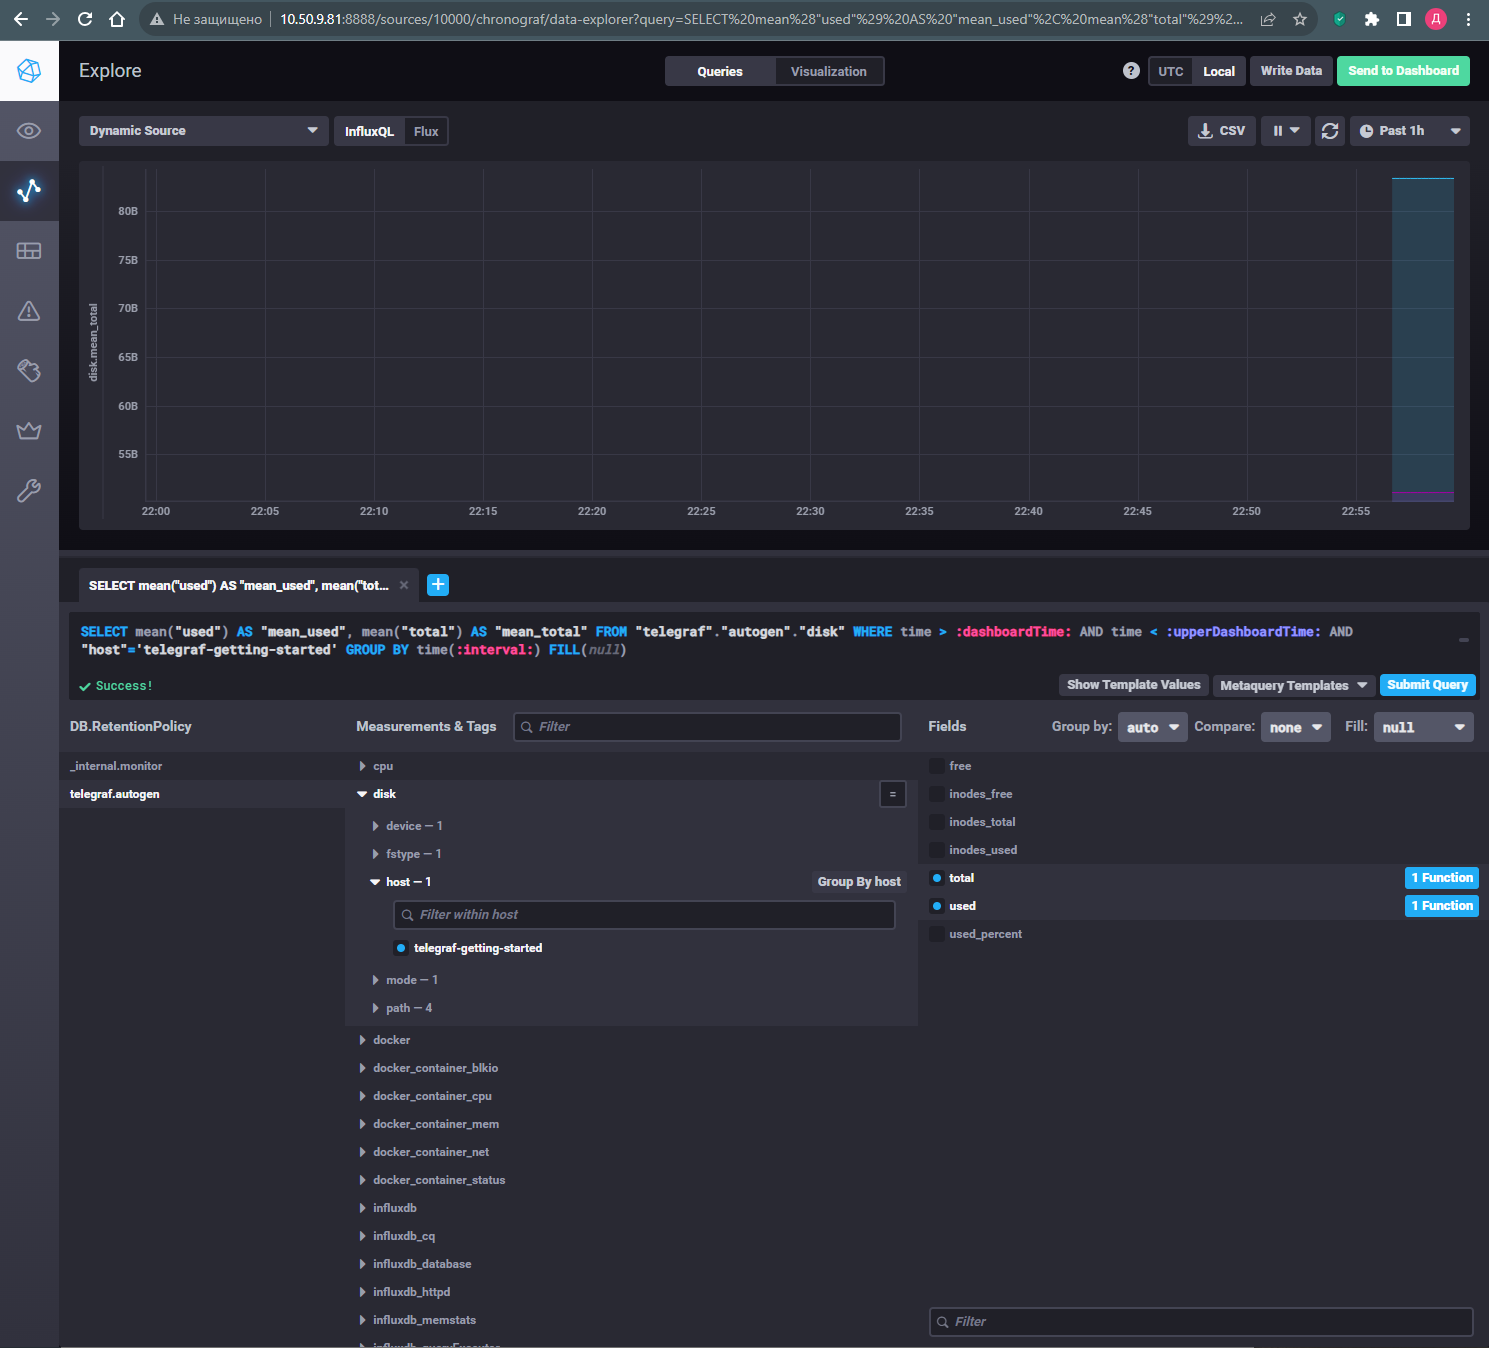 Не защищено
10.50.9.81:8888/sources/10000/chronograf/data-explorer?query=SELECT%20mean%28"used"%29%20AS%20"mean_used"%2C%20mean%28"total"%29%2...
Д
Explore
Queries
Visualization
?
UTC
Local
Write Data
Send to Dashboard
Dynamic Source
InfluxQL
Flux
CSV
Past 1h
disk.mean_total
80B
75B
70B
65B
60B
55B
22:00 22:05 22:10 22:15 22:20 22:25 22:30 22:35 22:40 22:45 22:50 22:55
SELECT mean("used") AS "mean_used", mean("tot...
SELECT mean("used") AS "mean_used", mean("total") AS "mean_total" FROM "telegraf"."autogen"."disk" WHERE time > :dashboardTime: AND time < :upperDashboardTime: AND
"host"='telegraf-getting-started' GROUP BY time(:interval:) FILL(null)
Success!
Show Template Values
Metaquery Templates
Submit Query
DB.RetentionPolicy
_internal.monitor
telegraf.autogen
Measurements & Tags
Filter
cpu
disk
=
device — 1
fstype — 1
host — 1
Group By host
Filter within host
telegraf-getting-started
mode — 1
path — 4
docker
docker_container_blkio
docker_container_cpu
docker_container_mem
docker_container_net
docker_container_status
influxdb
influxdb_cq
influxdb_database
influxdb_httpd
influxdb_memstats
Fields
Group by: auto
Compare: none
Fill: null
free
inodes_free
inodes_total
inodes_used
total
1 Function
used
1 Function
used_percent
Filter